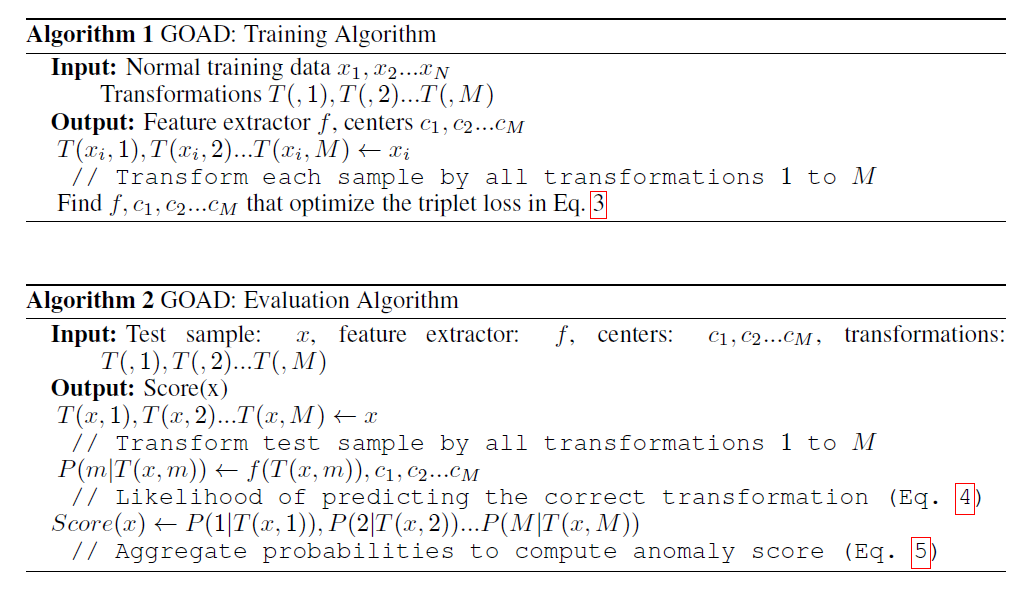 Algorithm 1 GOAD: Training Algorithm
Input: Normal training data x_1, x_2...x_N
Transformations T(, 1), T(, 2)...T(, M)
Output: Feature extractor f, centers c_1, c_2...c_M
T(x_i, 1), T(x_i, 2)...T(x_i, M) ← x_i
// Transform each sample by all transformations 1 to M
Find f, c_1, c_2...c_M that optimize the triplet loss in Eq. 3
Algorithm 2 GOAD: Evaluation Algorithm
Input: Test sample: x, feature extractor: f, centers: c_1, c_2...c_M, transformations:
T(, 1), T(, 2)...T(, M)
Output: Score(x)
T(x, 1), T(x, 2)...T(x, M) ← x
// Transform test sample by all transformations 1 to M
P(m|T(x, m)) ← f(T(x, m)), c_1, c_2...c_M
// Likelihood of predicting the correct transformation (Eq. 4)
Score(x) ← P(1|T(x, 1)), P(2|T(x, 2))...P(M|T(x, M))
// Aggregate probabilities to compute anomaly score (Eq. 5)